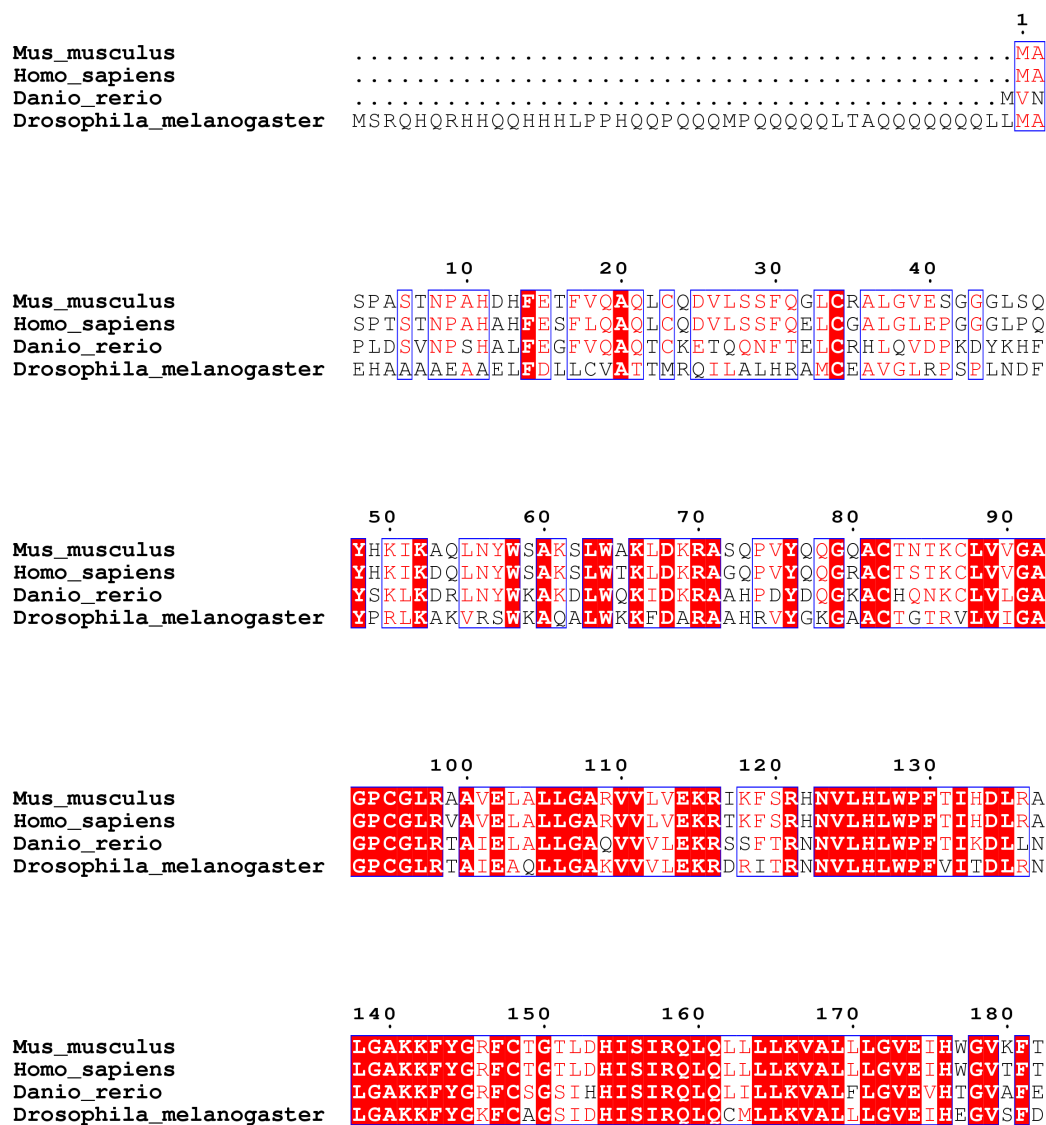 1
Mus_musculus ...........................................MA
Homo_sapiens ...........................................MA
Danio_rerio ..........................................MVN
Drosophila_melanogaster MSRQHQRHHQQHHHLPPHQQPQQQMPQQQQQLTAQQQQQQQLLMA
10 20 30 40
Mus_musculus SPASTNPAHDHFETFVQAQLCQDVLSSFQGLCRALGVESGGGLSQ
Homo_sapiens SPTSTNPAHAHFESFLQAQLCQDVLSSFQELCGALGLEPGGGLPQ
Danio_rerio PLDSVNPSHALFEGFVQAQTCKETQQNFTELCRHLQVDPKDYKHF
Drosophila_melanogaster EHAAAAEAAELFDLLCVATTMRQILALHRAMCEAVGLRPSPLNDF
50 60 70 80 90
Mus_musculus YHKIKAQLNYWSAKSLWAKLDKRASQPVYQQGQACTNTKCLVVGA
Homo_sapiens YHKIKDQLNYWSAKSLWTKLDKRAGQPVYQQGRACTSTKCLVVGA
Danio_rerio YSKLKDRLNYWKAKDLWQKIDKRAAHPDYDQGKACHQNKCLVLGA
Drosophila_melanogaster YPRLKAKVRSWKAQALWKKFDARAAHRVYGKGAACTGTRVLVIGA
100 110 120 130
Mus_musculus GPCGLRAAVELALLGARVVLVEKRIKFSRHNVLHLWPFTIHDLRA
Homo_sapiens GPCGLRVAVELALLGARVVLVEKRTKFSRHNVLHLWPFTIHDLRA
Danio_rerio GPCGLRTAIELALLGAQVVVLEKRSSFTRNNVLHLWPFTIKDLLN
Drosophila_melanogaster GPCGLRTAIEAQLLGAKVVVLEKRDRITRNNVLHLWPFVITDLRN
140 150 160 170 180
Mus_musculus LGAKKFYGRFCTGTLDHISIRQLQLLLLKVALLLGVEIHWGVKFT
Homo_sapiens LGAKKFYGRFCTGTLDHISIRQLQLLLLKVALLLGVEIHWGVTFT
Danio_rerio LGAKKFYGRFCSGSIHHISIRQLQLILLKVALFLGVEVHTGVAFE
Drosophila_melanogaster LGAKKFYGKFCAGSIDHISIRQLQCMLLKVALLLGVEIHEGVSFD